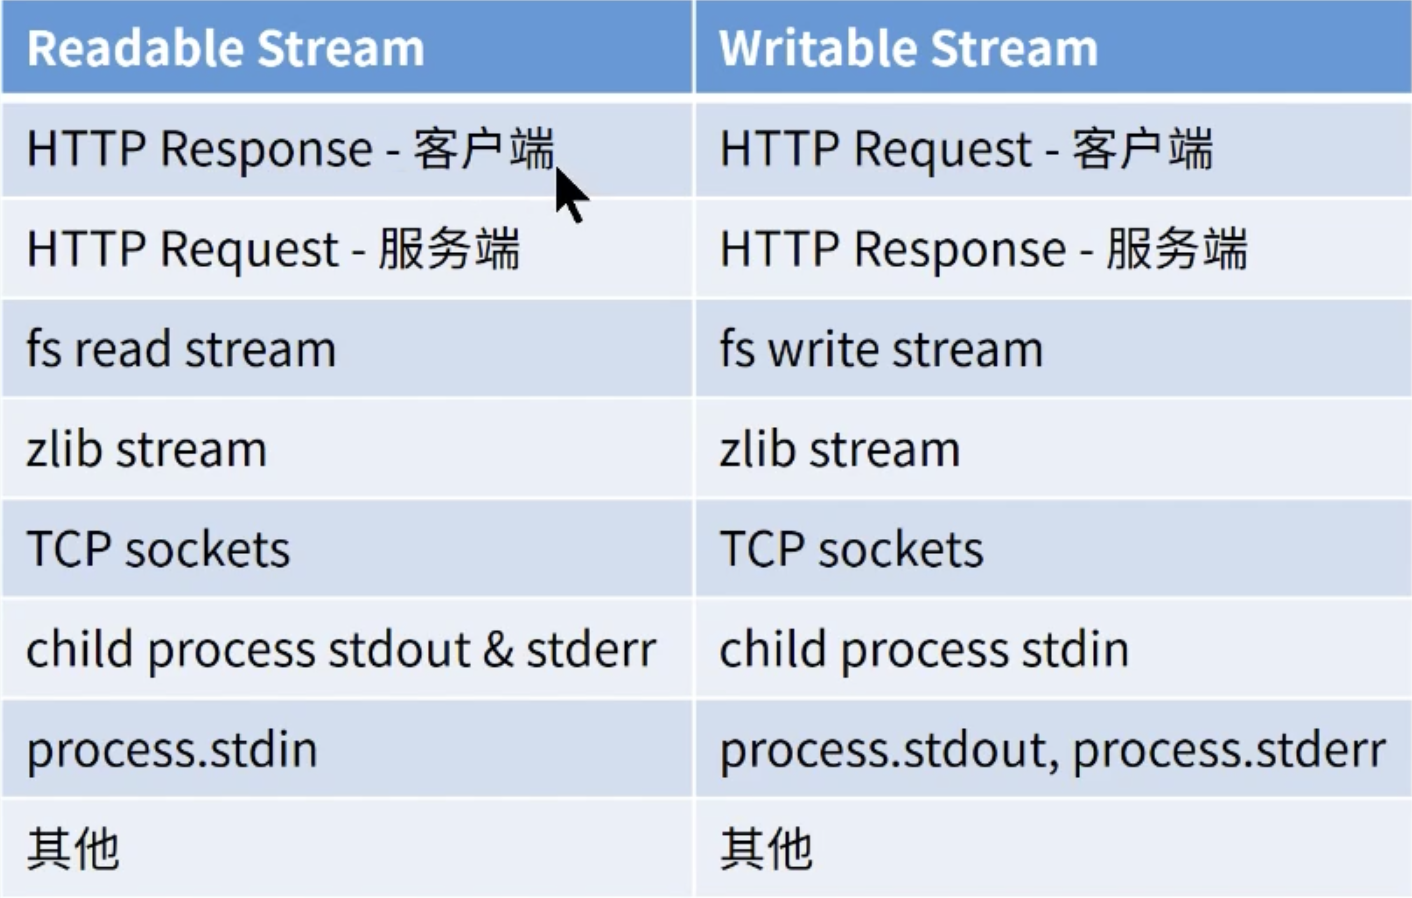 Readable Stream
Writable Stream
HTTP Response - 客户端
HTTP Request - 客户端
HTTP Request - 服务端
HTTP Response - 服务端
fs read stream
fs write stream
zlib stream
zlib stream
TCP sockets
TCP sockets
child process stdout & stderr
child process stdin
process.stdin
process.stdout, process.stderr
其他
其他